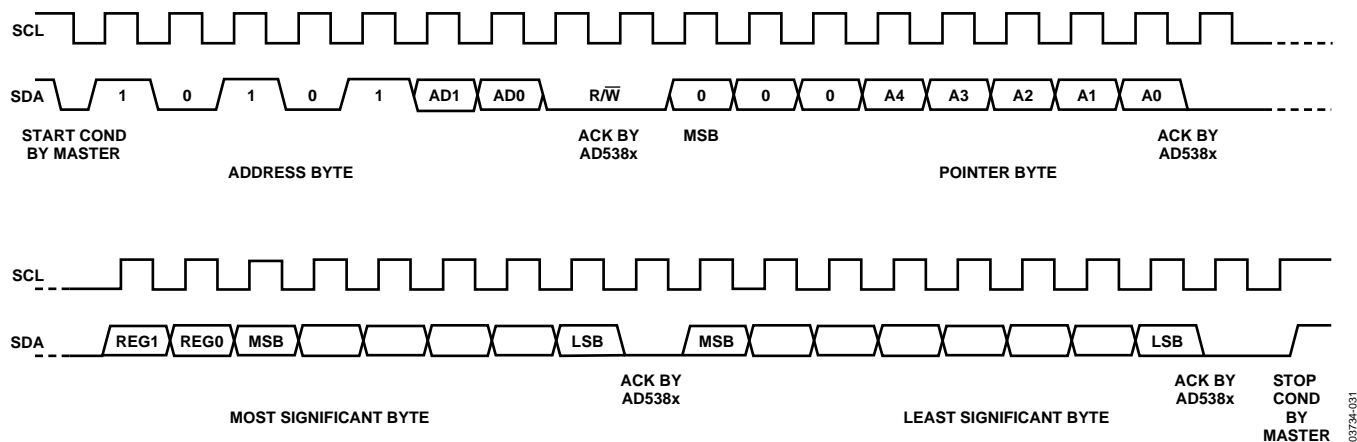 SCL
SDA 1 0 1 0 1 AD1 AD0 R/W̅ 0 0 0 A4 A3 A2 A1 A0
START COND
BY MASTER
ACK BY
AD538x
MSB
ACK BY
AD538x
ADDRESS BYTE
POINTER BYTE
SCL
SDA REG1 REG0 MSB LSB MSB LSB
ACK BY
AD538x
ACK BY
AD538x
STOP
COND
BY
MASTER
MOST SIGNIFICANT BYTE
LEAST SIGNIFICANT BYTE
03734-031